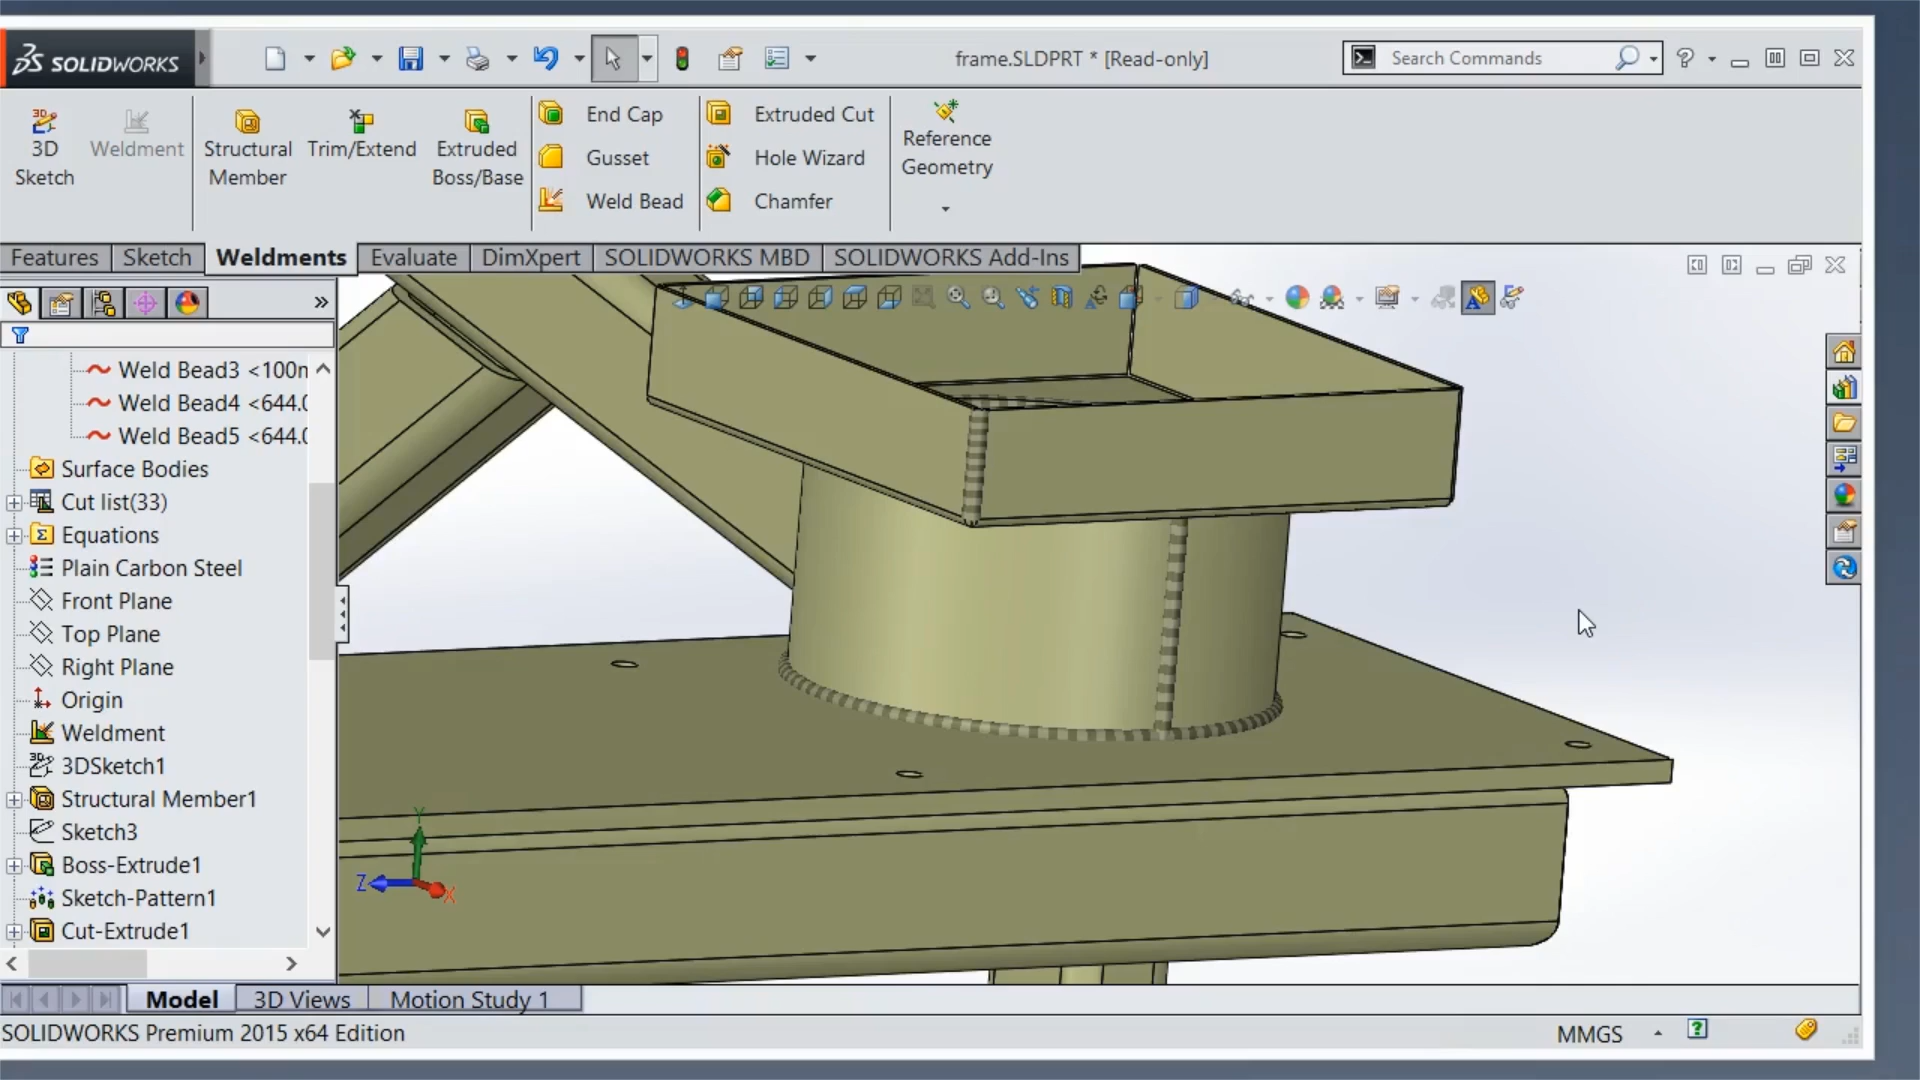 SOLIDWORKS
frame.SLDPRT * [Read-only]
Search Commands
?
3D
Sketch
Weldment
Structural
Member
Trim/Extend
Extruded
Boss/Base
End Cap
Gusset
Weld Bead
Extruded Cut
Hole Wizard
Chamfer
Reference
Geometry
Features
Sketch
Weldments
Evaluate
DimXpert
SOLIDWORKS MBD
SOLIDWORKS Add-Ins
Weld Bead3 <100m
Weld Bead4 <644.0
Weld Bead5 <644.0
Surface Bodies
Cut list(33)
Equations
Plain Carbon Steel
Front Plane
Top Plane
Right Plane
Origin
Weldment
3DSketch1
Structural Member1
Sketch3
Boss-Extrude1
Sketch-Pattern1
Cut-Extrude1
Y
Z
X
Model
3D Views
Motion Study 1
SOLIDWORKS Premium 2015 x64 Edition
MMGS
?